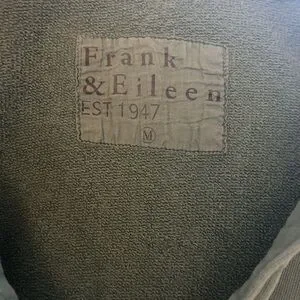 Frank
&Eileen
EST 1947
M